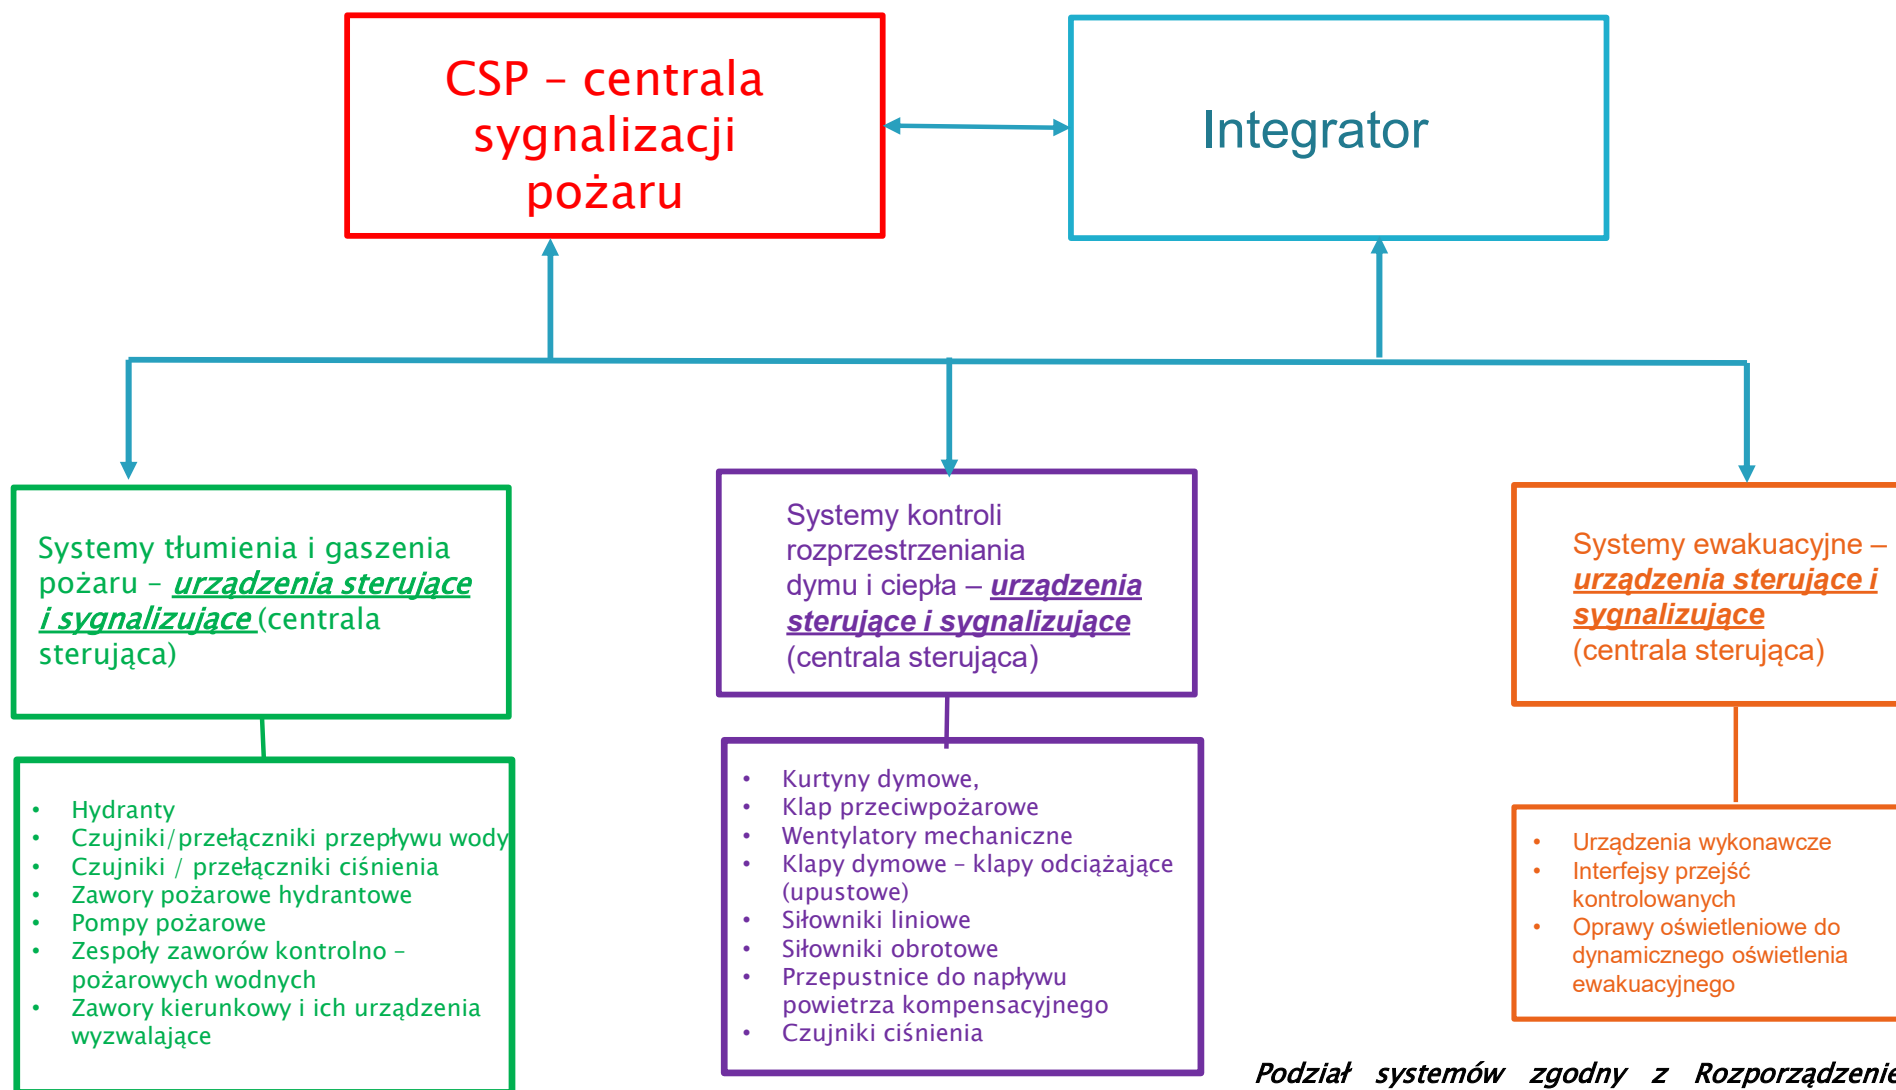 CSP – centrala
sygnalizacji
pożaru
Integrator
Systemy tłumienia i gaszenia
pożaru – urządzenia sterujące
i sygnalizujące (centrala
sterująca)
Systemy kontroli
rozprzestrzeniania
dymu i ciepła – urządzenia
sterujące i sygnalizujące
(centrala sterująca)
Systemy ewakuacyjne –
urządzenia sterujące i
sygnalizujące
(centrala sterująca)
• Hydranty
• Czujniki/przełączniki przepływu wody
• Czujniki / przełączniki ciśnienia
• Zawory pożarowe hydrantowe
• Pompy pożarowe
• Zespoły zaworów kontrolno –
pożarowych wodnych
• Zawory kierunkowy i ich urządzenia
wyzwalające
• Kurtyny dymowe,
• Klap przeciwpożarowe
• Wentylatory mechaniczne
• Klapy dymowe – klapy odciążające
(upustowe)
• Siłowniki liniowe
• Siłowniki obrotowe
• Przepustnice do napływu
powietrza kompensacyjnego
• Czujniki ciśnienia
• Urządzenia wykonawcze
• Interfejsy przejść
kontrolowanych
• Oprawy oświetleniowe do
dynamicznego oświetlenia
ewakuacyjnego
Podział systemów zgodny z Rozporządzenie